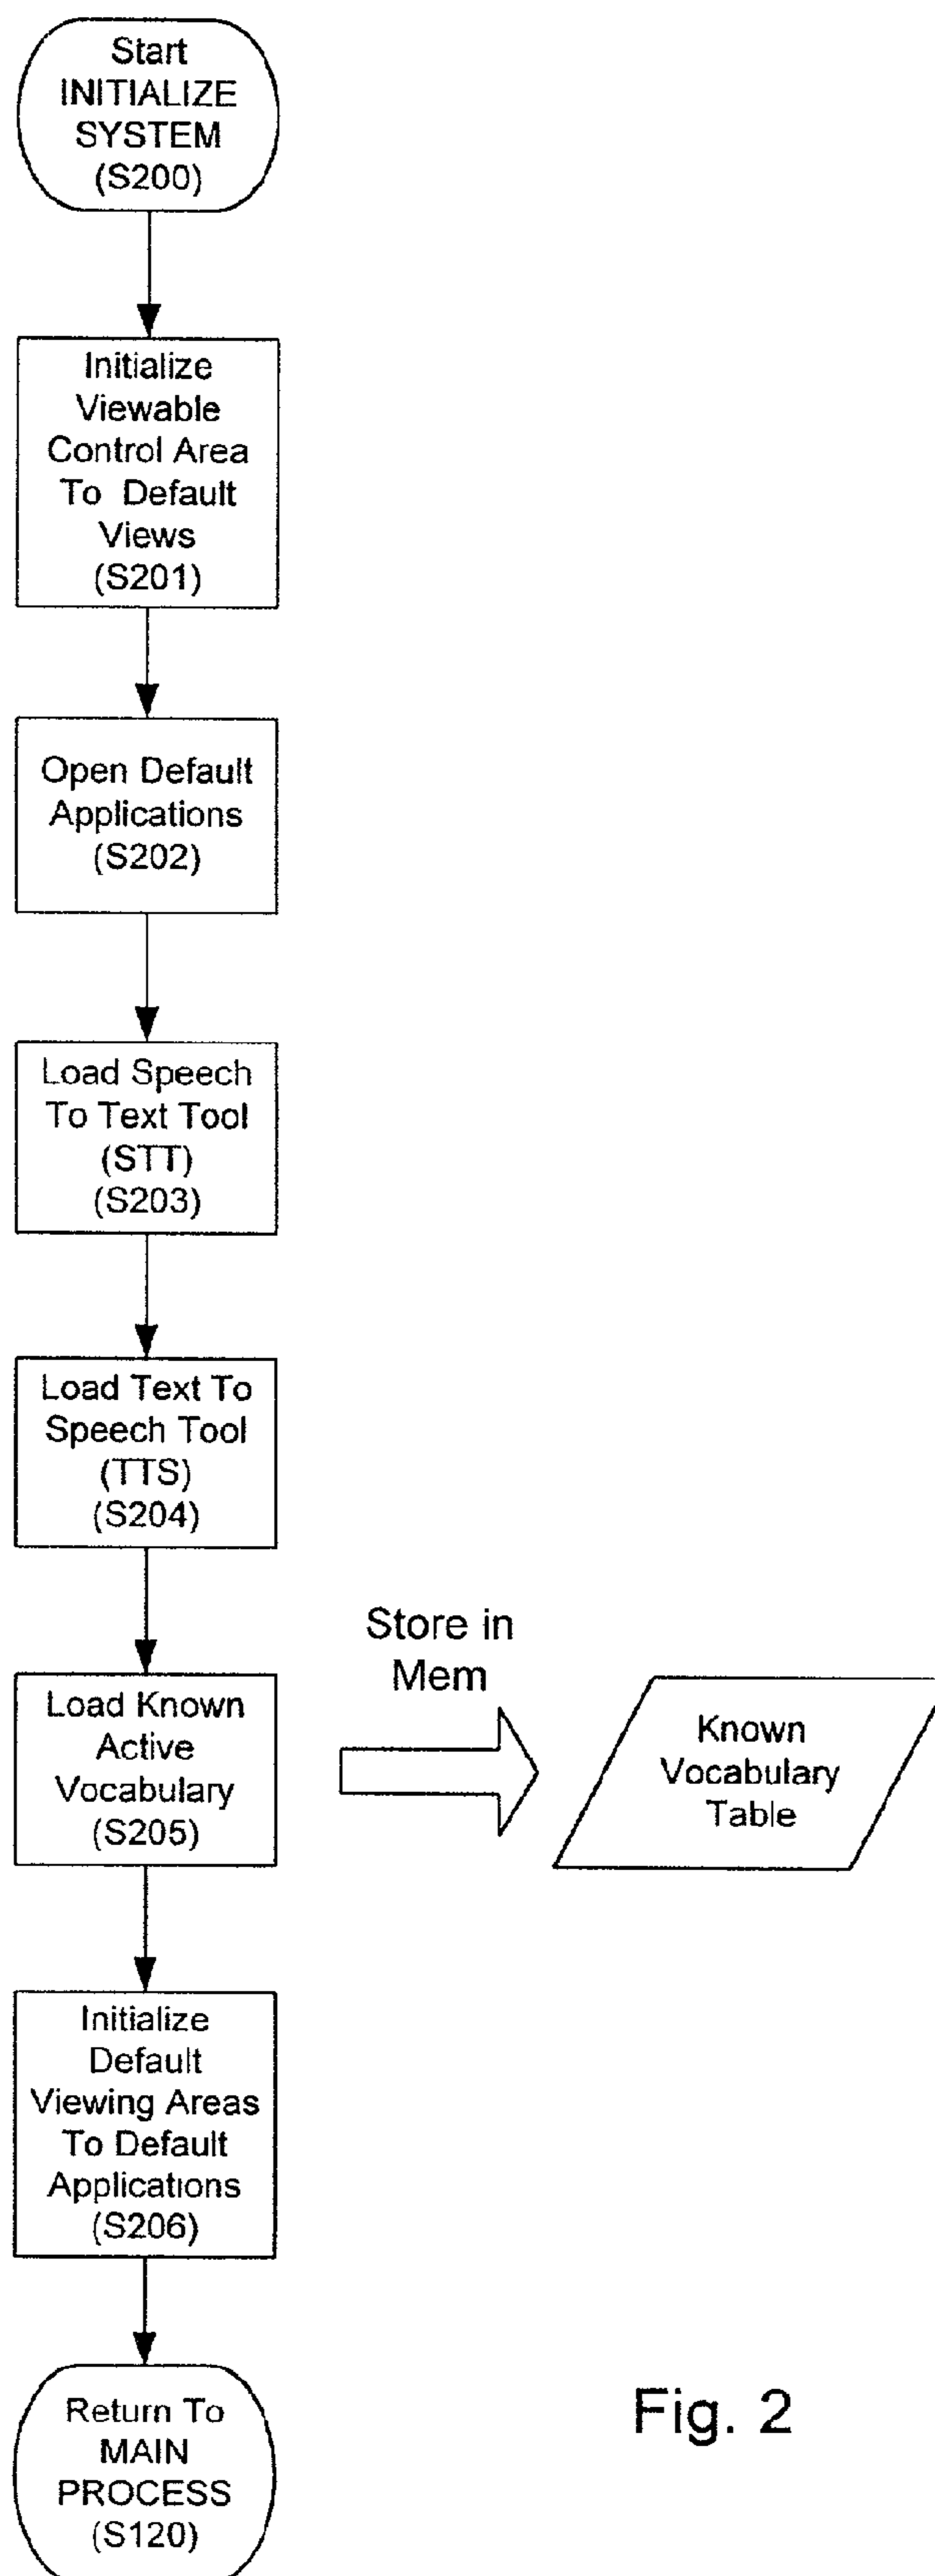 Start
INITIALIZE
SYSTEM
(S200)
Initialize
Viewable
Control Area
To Default
Views
(S201)
Open Default
Applications
(S202)
Load Speech
To Text Tool
(STT)
(S203)
Load Text To
Speech Tool
(TTS)
(S204)
Load Known
Active
Vocabulary
(S205)
Store in
Mem
Known
Vocabulary
Table
Initialize
Default
Viewing Areas
To Default
Applications
(S206)
Return To
MAIN
PROCESS
(S120)
Fig. 2